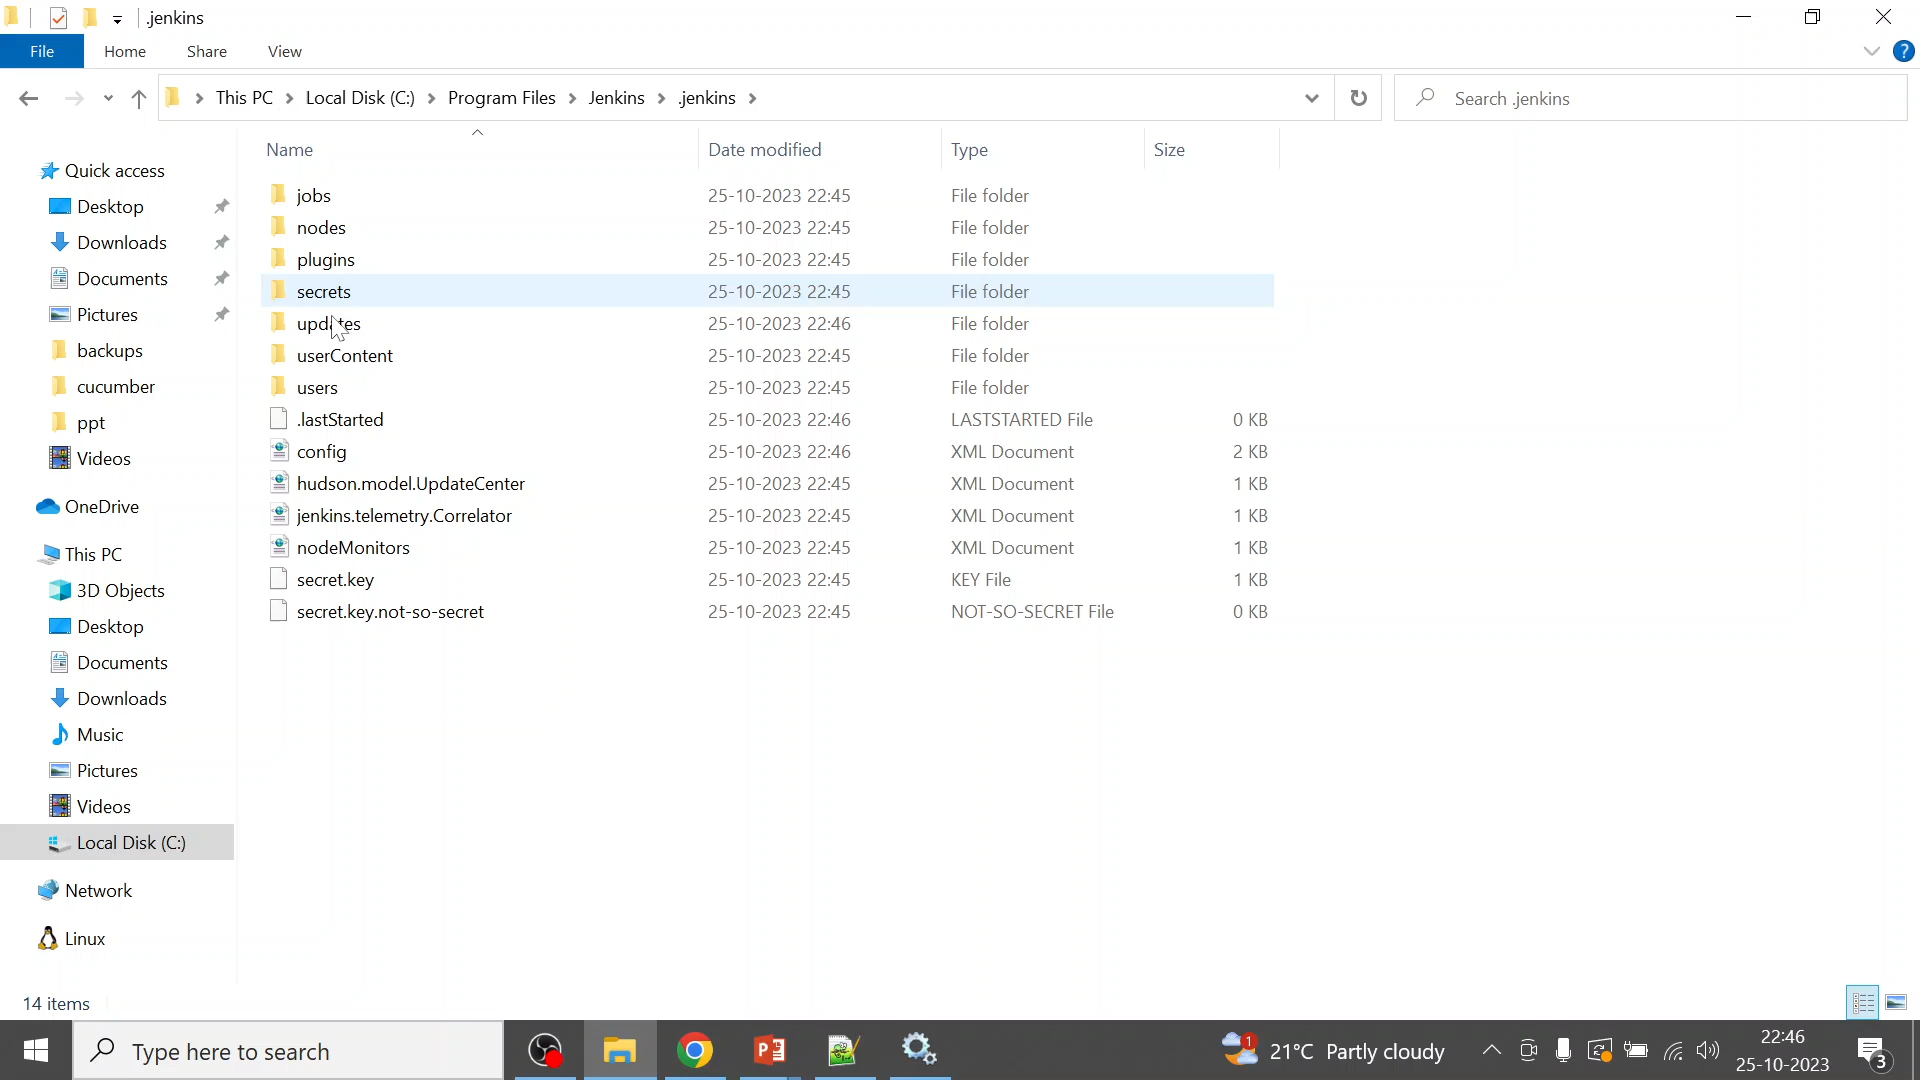 .jenkins
File Home Share View
This PC Local Disk (C:) Program Files Jenkins .jenkins
Search .jenkins
Name Date modified Type Size
Quick access
Desktop
Downloads
Documents
Pictures
backups
cucumber
ppt
Videos
OneDrive
This PC
3D Objects
Desktop
Documents
Downloads
Music
Pictures
Videos
Local Disk (C:)
Network
Linux
jobs 25-10-2023 22:45 File folder
nodes 25-10-2023 22:45 File folder
plugins 25-10-2023 22:45 File folder
secrets 25-10-2023 22:45 File folder
updates 25-10-2023 22:46 File folder
userContent 25-10-2023 22:45 File folder
users 25-10-2023 22:45 File folder
.lastStarted 25-10-2023 22:46 LASTSTARTED File 0 KB
config 25-10-2023 22:46 XML Document 2 KB
hudson.model.UpdateCenter 25-10-2023 22:45 XML Document 1 KB
jenkins.telemetry.Correlator 25-10-2023 22:45 XML Document 1 KB
nodeMonitors 25-10-2023 22:45 XML Document 1 KB
secret.key 25-10-2023 22:45 KEY File 1 KB
secret.key.not-so-secret 25-10-2023 22:45 NOT-SO-SECRET File 0 KB
14 items
Type here to search
1
21°C Partly cloudy
22:46
25-10-2023
3